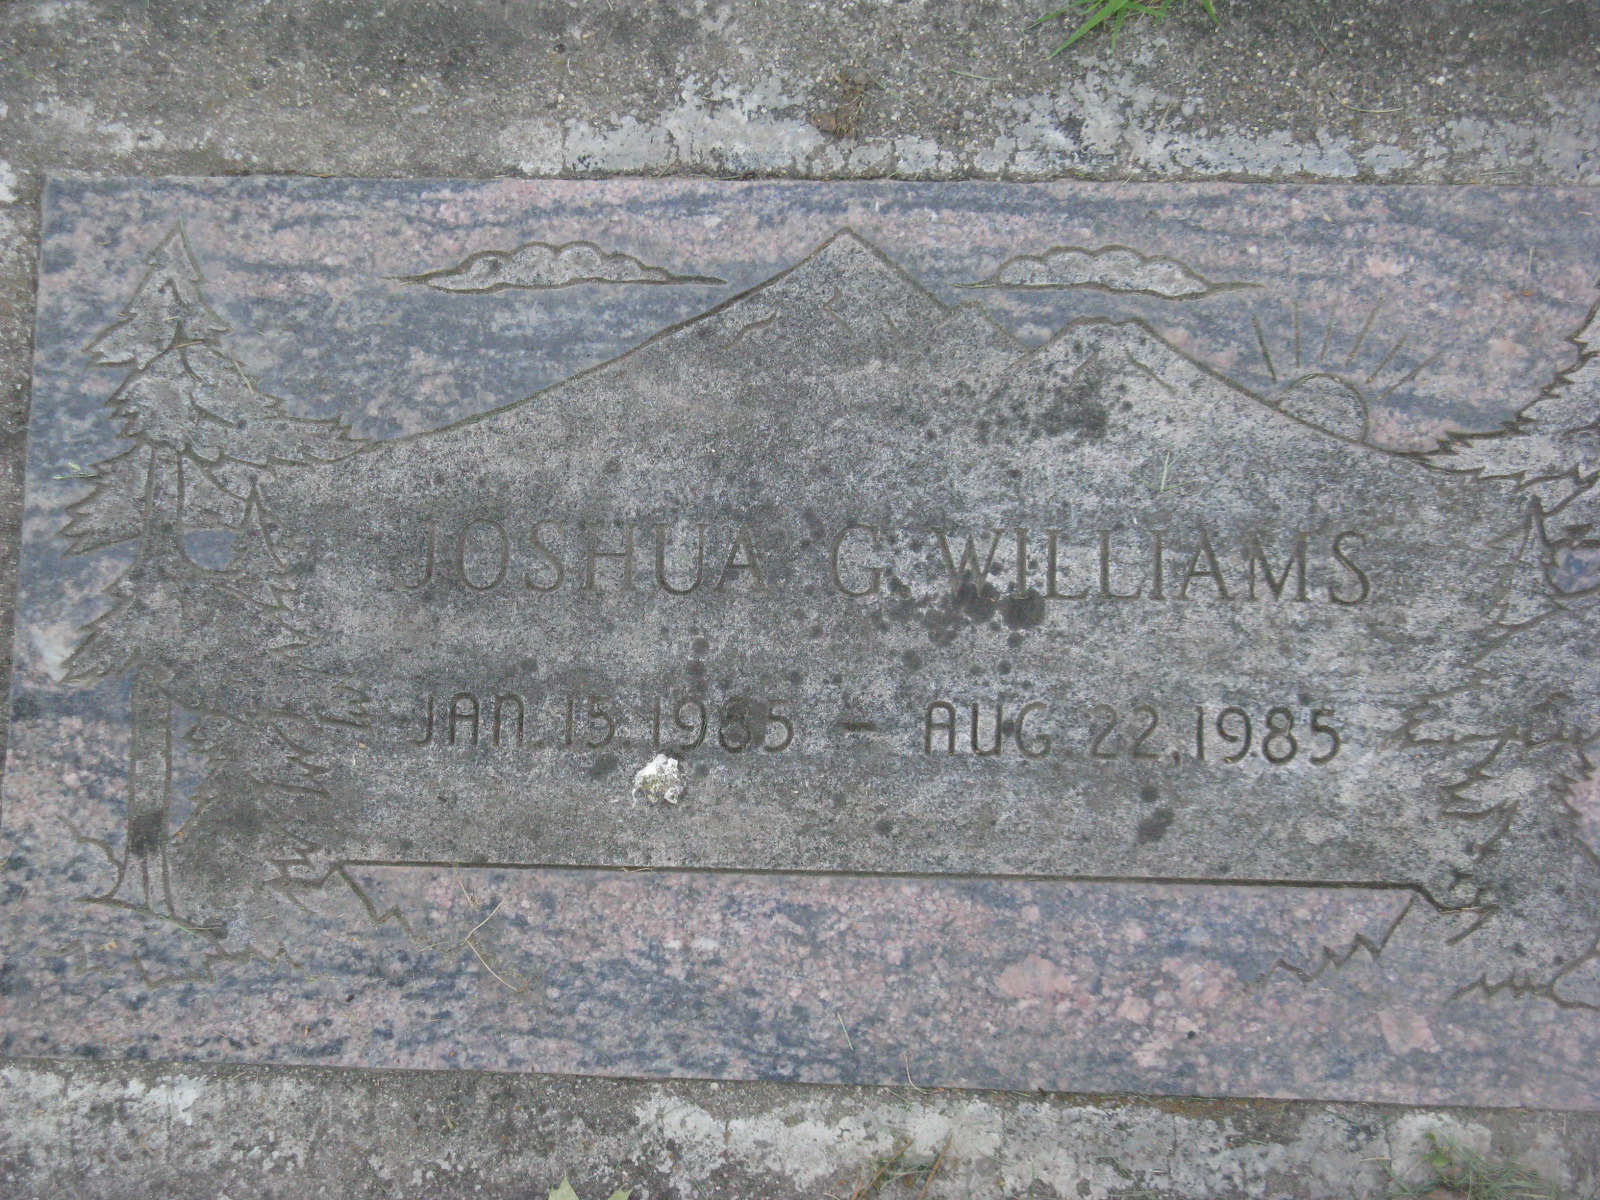 JOSHUA G. WILLIAMS
JAN. 15. 1985 - AUG. 22, 1985